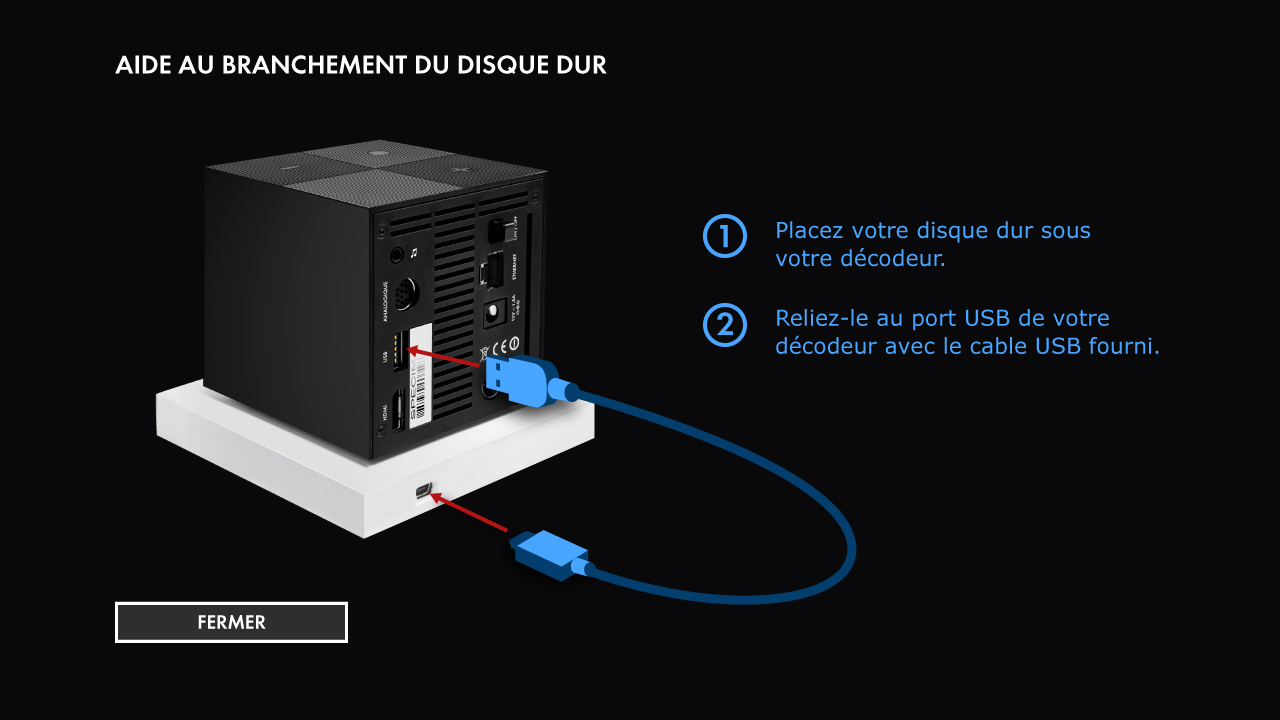 AIDE AU BRANCHEMENT DU DISQUE DUR
ANALOGIQUE
USB
HDMI
ETHERNET
SPECIM
1
Placez votre disque dur sous
votre décodeur.
2
Reliez-le au port USB de votre
décodeur avec le cable USB fourni.
FERMER